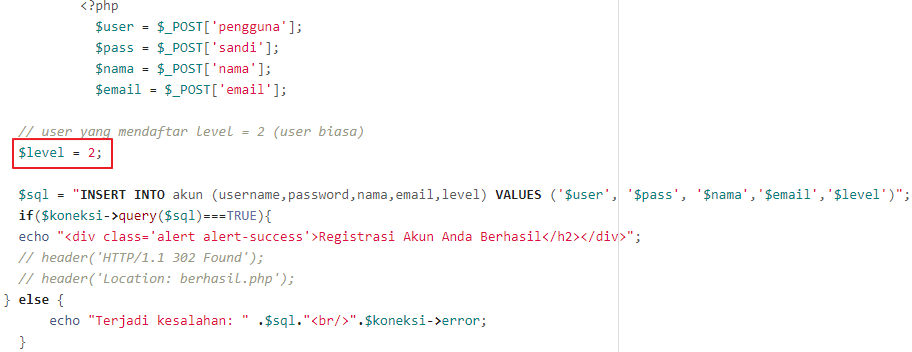 <?php
$user = $_POST['pengguna'];
$pass = $_POST['sandi'];
$nama = $_POST['nama'];
$email = $_POST['email'];
// user yang mendaftar level = 2 (user biasa)
$level = 2;
$sql = "INSERT INTO akun (username,password,nama,email,level) VALUES ('$user', '$pass', '$nama','$email','$level')";
if($koneksi->query($sql)===TRUE){
echo "<div class='alert alert-success'>Registrasi Akun Anda Berhasil</h2></div>";
// header('HTTP/1.1 302 Found');
// header('Location: berhasil.php');
} else {
echo "Terjadi kesalahan: " .$sql."<br/>".$koneksi->error;
}